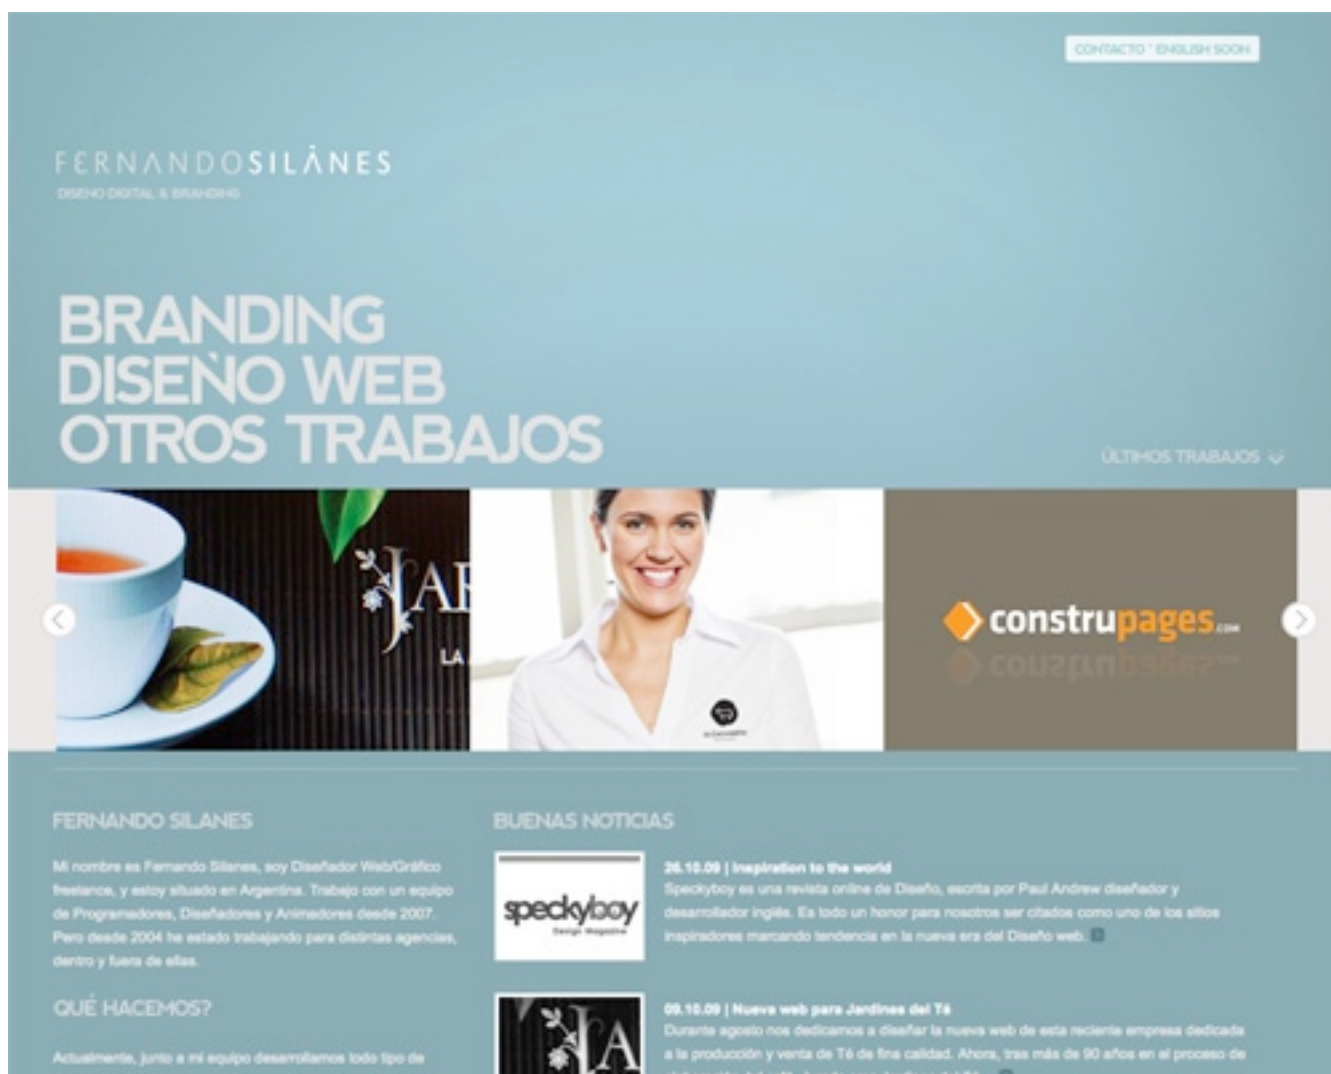 CONTACTO * ENGLISH SOON
FERNANDOSILÁNES
DISENO DIGITAL & BRANDING
BRANDING
DISEÑO WEB
OTROS TRABAJOS
ÚLTIMOS TRABAJOS
JAR
LA
construpages.COM
FERNANDO SILANES
Mi nombre es Fernando Silanes, soy Diseñador Web/Gráfico
freelance, y estoy situado en Argentina. Trabajo con un equipo
de Programadores, Diseñadores y Animadores desde 2007.
Pero desde 2004 he estado trabajando para distintas agencias,
dentro y fuera de ellas.
QUÉ HACEMOS?
Actualmente, junto a mi equipo desarrollamos todo tipo de
BUENAS NOTICIAS
speckyboy
Design Magazine
26.10.09 | Inspiration to the world
Speckyboy es una revista online de Diseño, escrita por Paul Andrew diseñador y
desarrollador inglés. Es todo un honor para nosotros ser citados como uno de los sitios
inspiradores marcando tendencia en la nueva era del Diseño web.
JA
09.10.09 | Nueva web para Jardines del Té
Durante agosto nos dedicamos a diseñar la nueva web de esta reciente empresa dedicada
a la producción y venta de Té de fina calidad. Ahora, tras más de 90 años en el proceso de